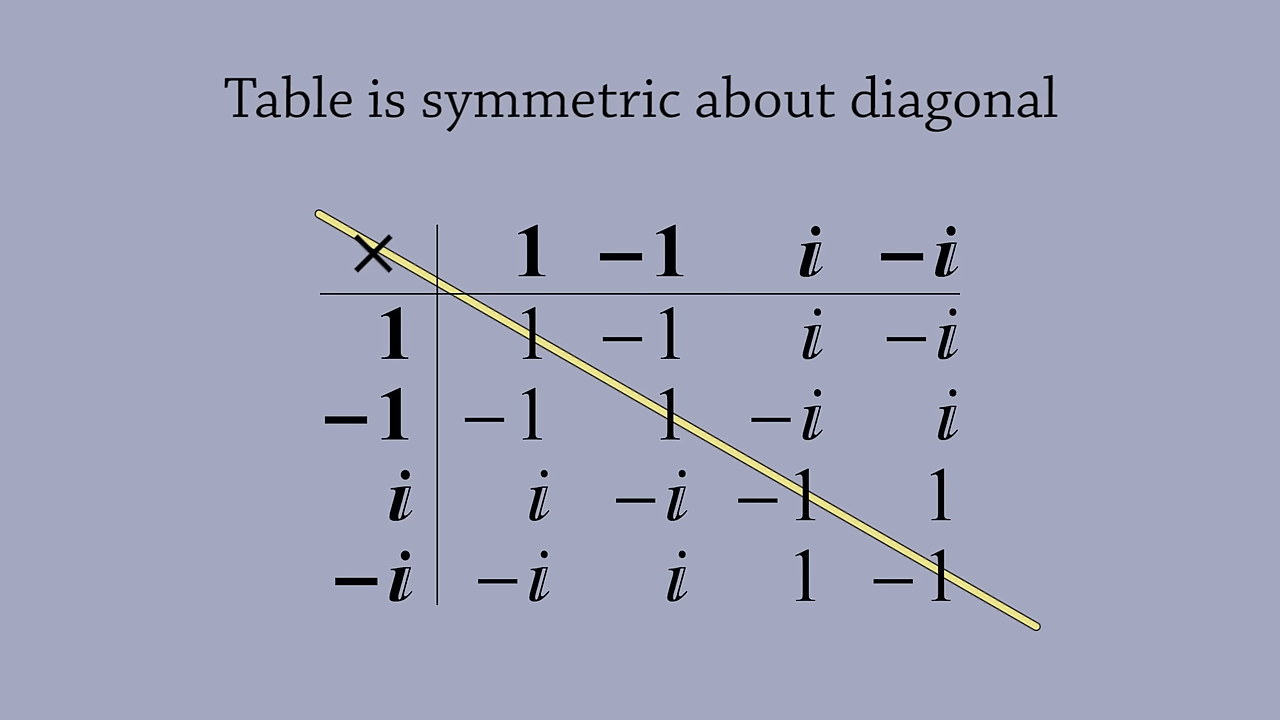 Table is symmetric about diagonal
× 1 −1 i −i
1 1 −1 i −i
−1 −1 1 −i i
i i −i −1 1
−i −i i 1 −1